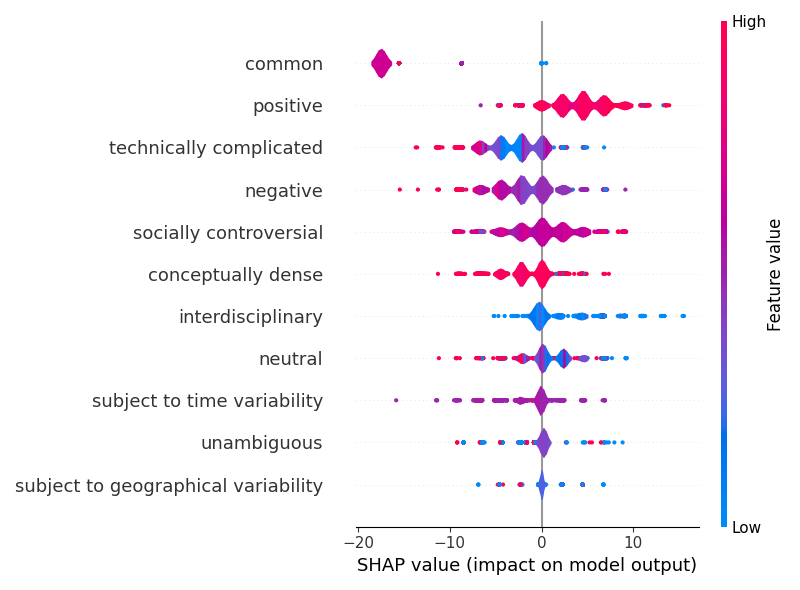 High
common
positive
technically complicated
negative
socially controversial
conceptually dense
interdisciplinary
neutral
subject to time variability
unambiguous
subject to geographical variability
Feature value
Low
−20 −10 0 10
SHAP value (impact on model output)